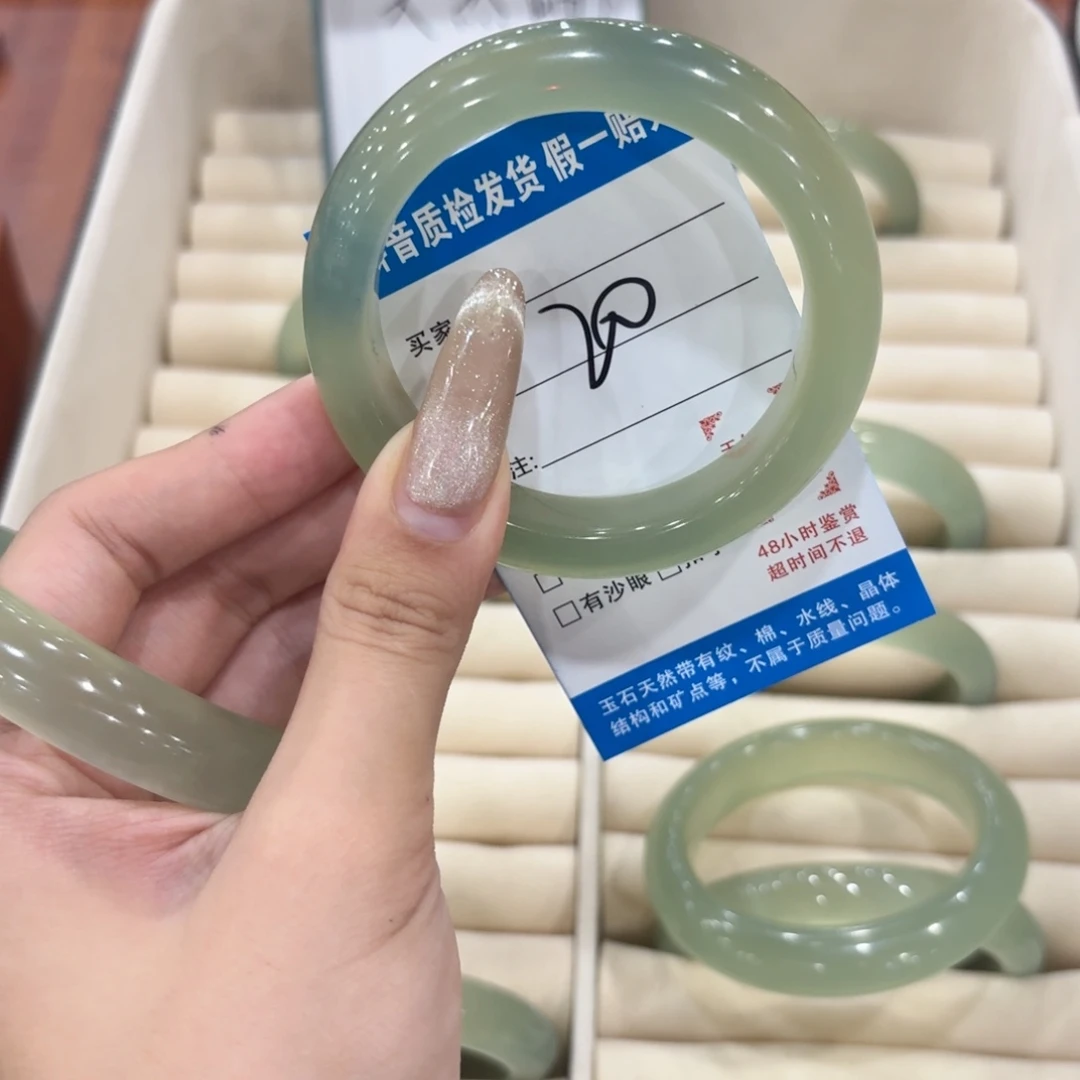 音质检发货 假一赔
买家
注:
48小时鉴赏
超时间不退
有沙眼
玉石天然带有纹、棉、水线、晶体
结构和矿点等，不属于质量问题。